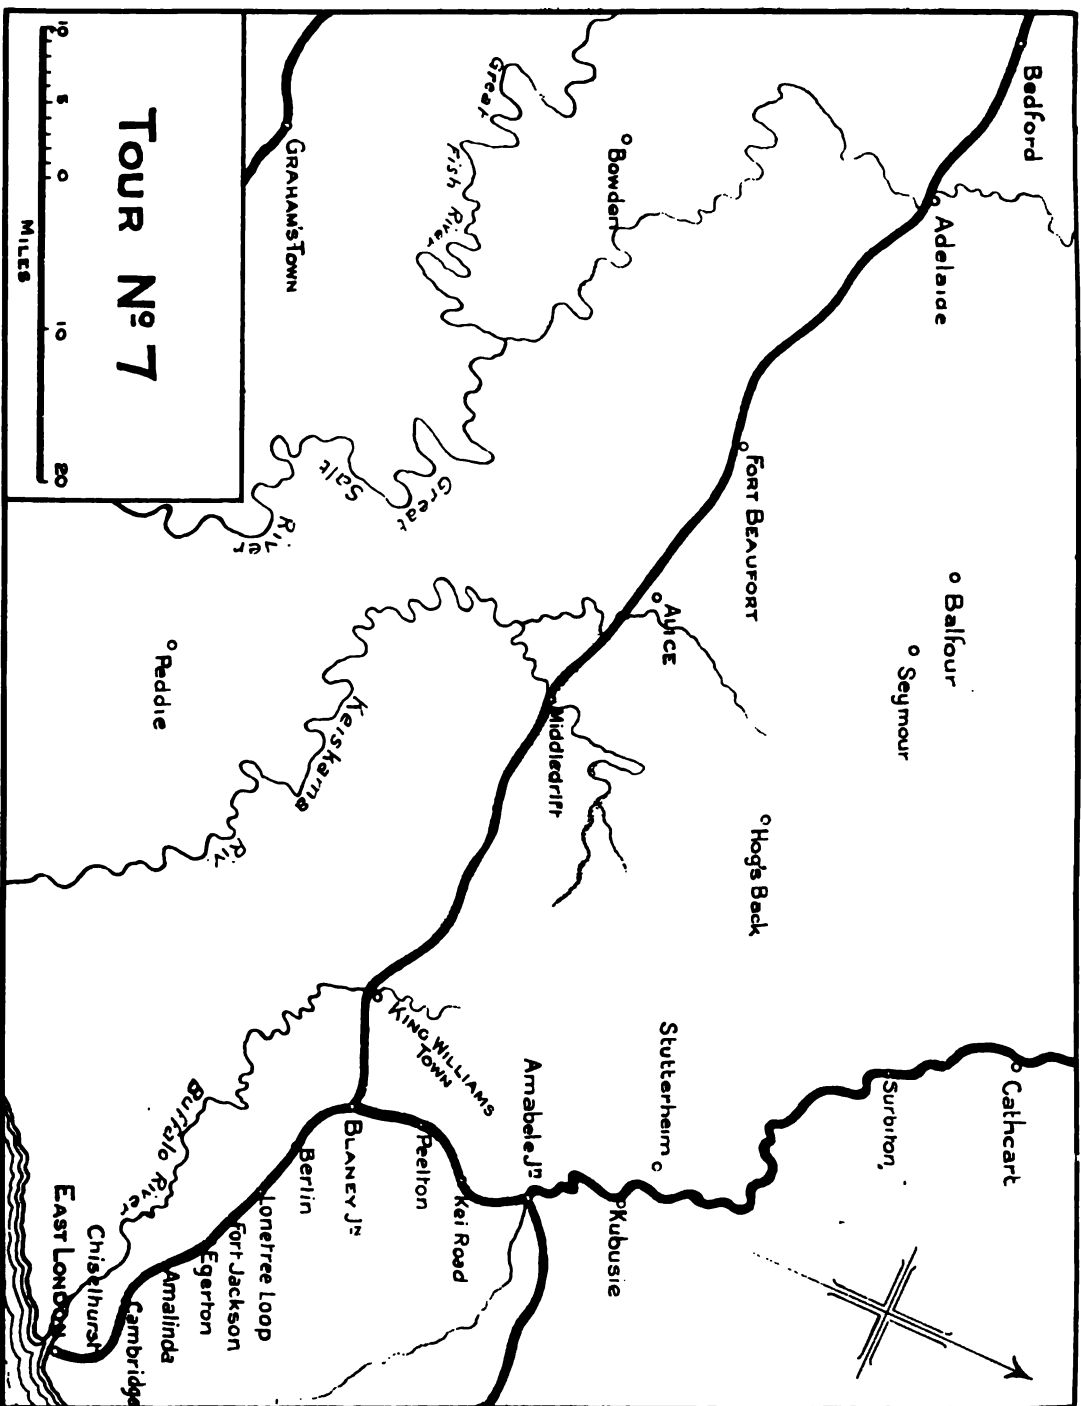 Bedford
Adelaide
Cathcart
Balfour
Seymour
Surbiton
Hog's Back
FORT BEAUFORT
Stutterheim
Kubusie
ALICE
Bowden
Middledrift
Amabele Jn
Great
Fish River
Kei Road
Peelton
KING WILLIAMS
TOWN
Great
Salt
River
Keiskama
Riv.
BLANEY Jn
Berlin
Lonetree Loop
Fort Jackson
Egerton
Amalinda
Cambridge
Chiselhurst
EAST LONDON
Buffalo River
GRAHAM'STOWN
Peddie
TOUR No 7
10 5 0 10 20
MILES